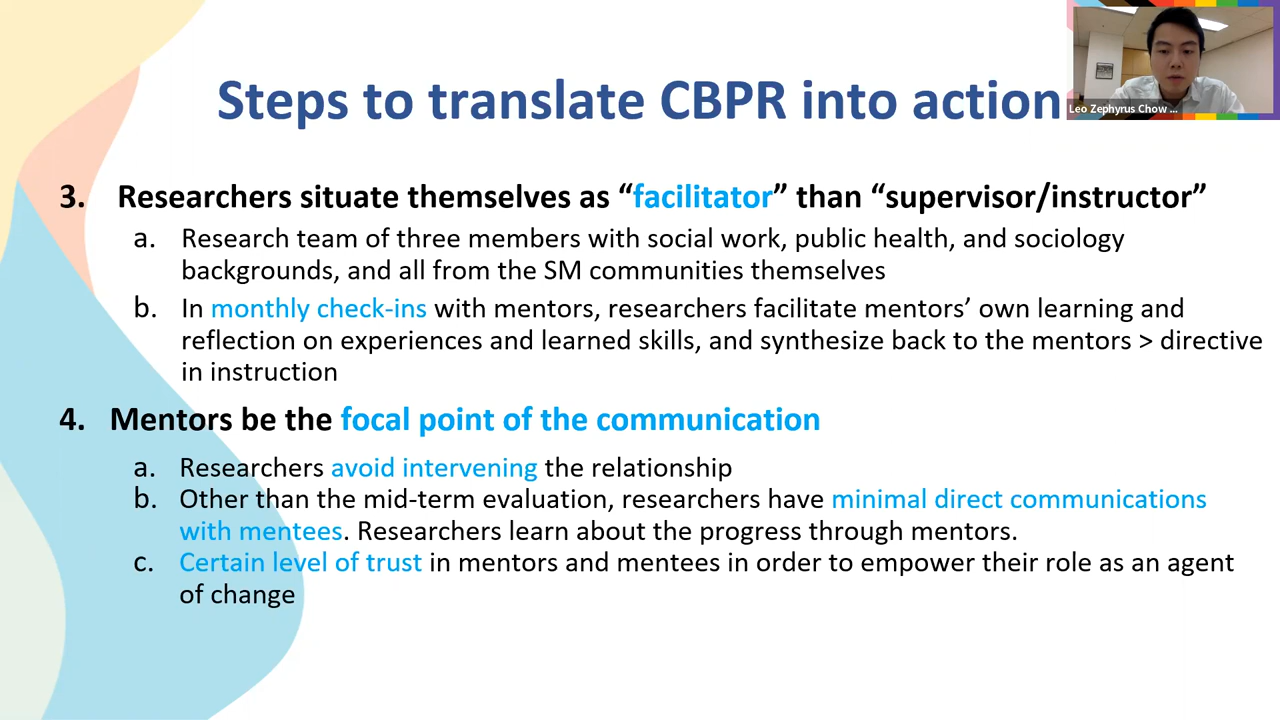 Steps to translate CBPR into action
Leo Zephyrus Chow ...
3. Researchers situate themselves as “facilitator” than “supervisor/instructor”
a. Research team of three members with social work, public health, and sociology
backgrounds, and all from the SM communities themselves
b. In monthly check-ins with mentors, researchers facilitate mentors’ own learning and
reflection on experiences and learned skills, and synthesize back to the mentors > directive
in instruction
4. Mentors be the focal point of the communication
a. Researchers avoid intervening the relationship
b. Other than the mid-term evaluation, researchers have minimal direct communications
with mentees. Researchers learn about the progress through mentors.
c. Certain level of trust in mentors and mentees in order to empower their role as an agent
of change